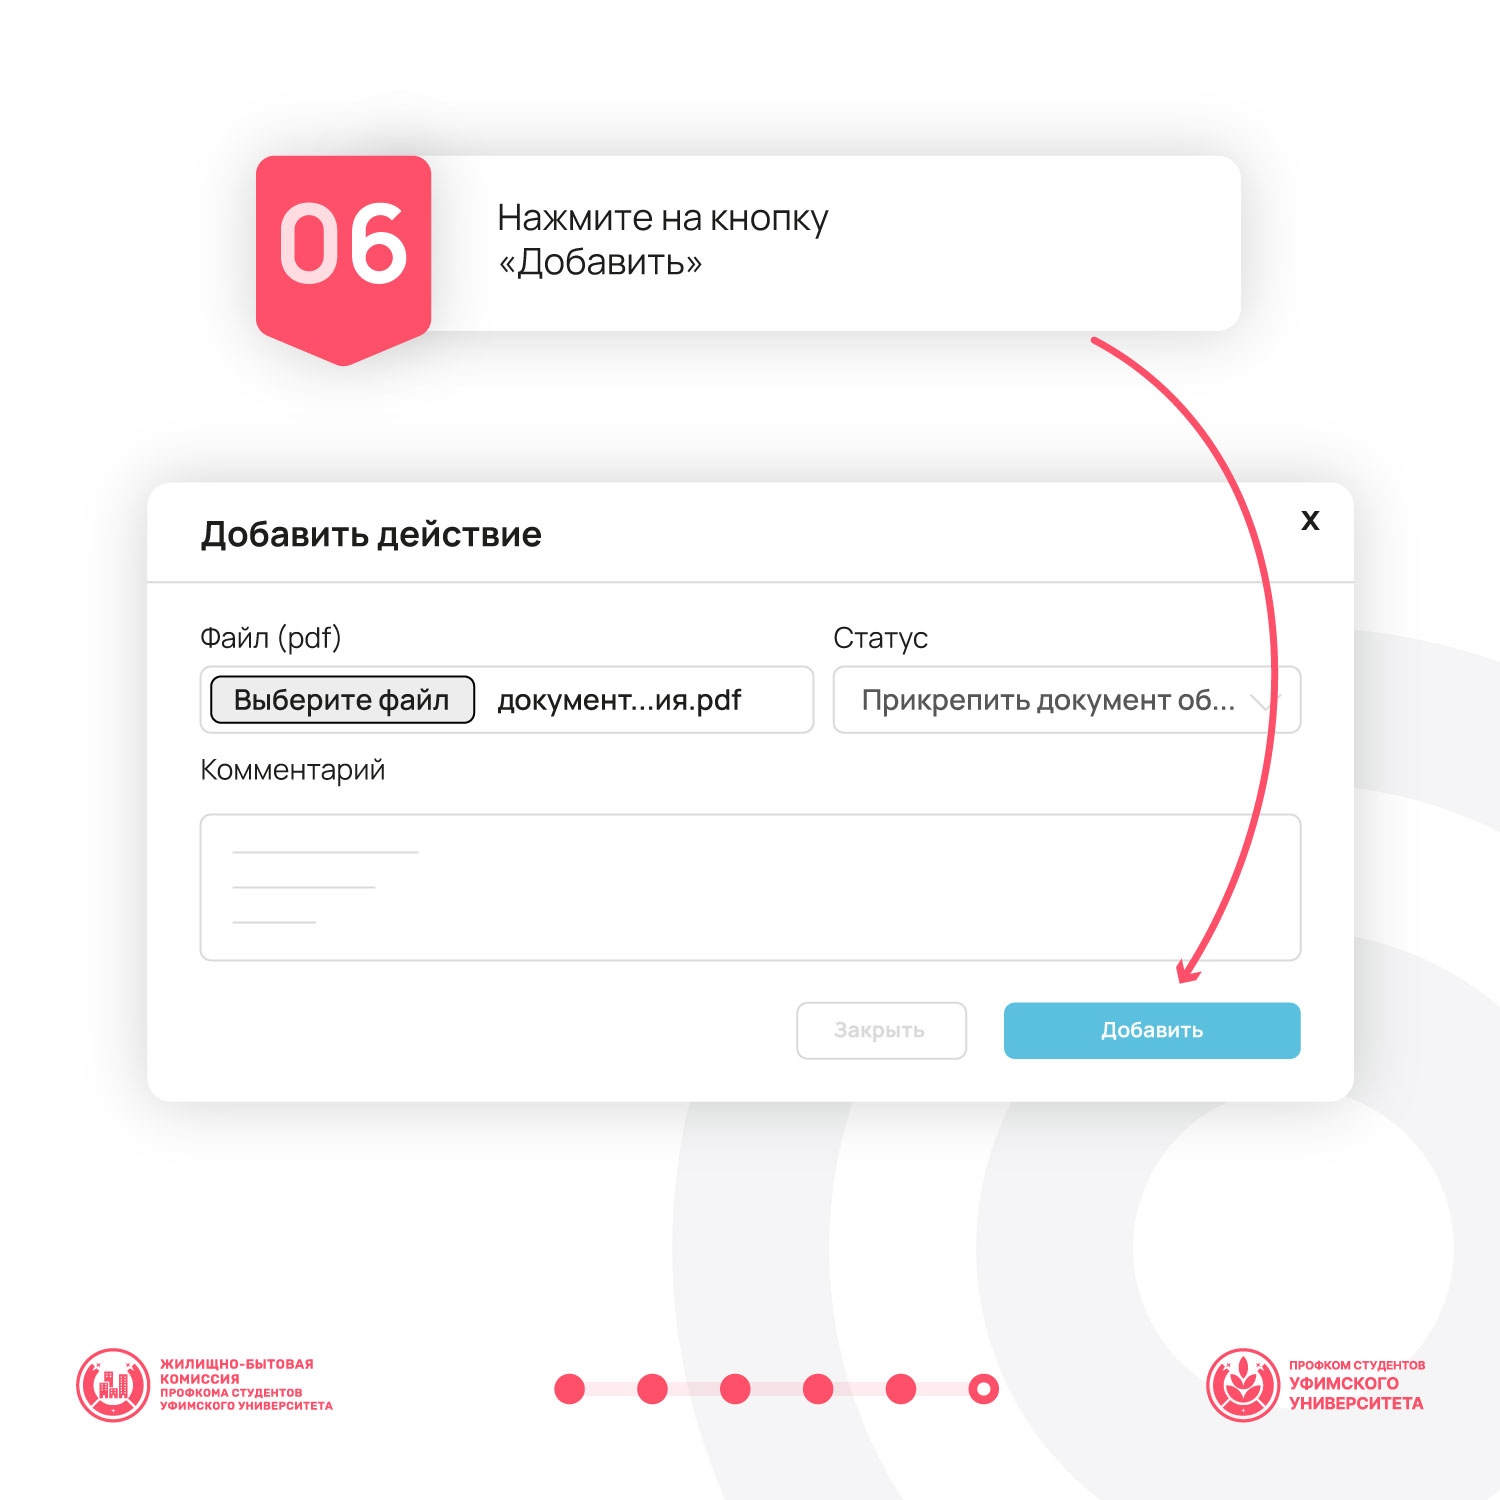 06
Нажмите на кнопку
«Добавить»
Добавить действие
X
Файл (pdf)
Статус
Выберите файл
документ...ия.pdf
Прикрепить документ об...
Комментарий
Закрыть
Добавить
ЖИЛИЩНО-БЫТОВАЯ
КОМИССИЯ
ПРОФКОМА СТУДЕНТОВ
УФИМСКОГО УНИВЕРСИТЕТА
ПРОФКОМ СТУДЕНТОВ
УФИМСКОГО
УНИВЕРСИТЕТА